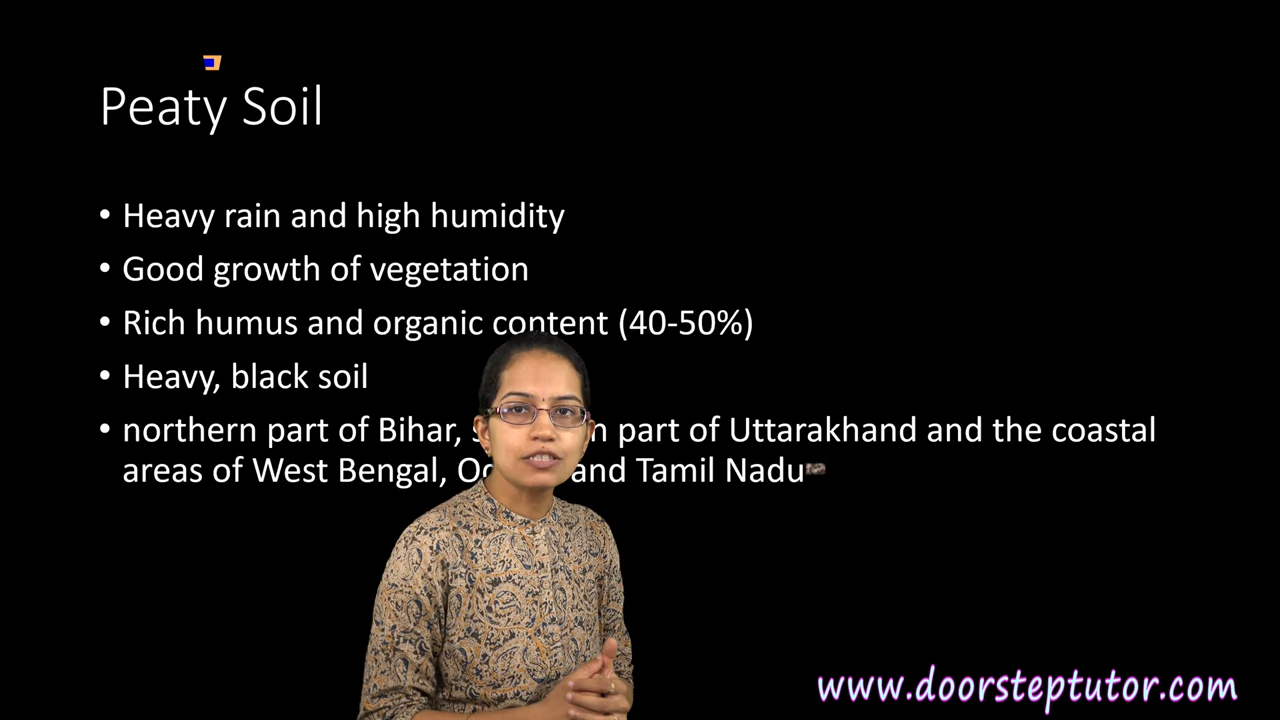 Peaty Soil
• Heavy rain and high humidity
• Good growth of vegetation
• Rich humus and organic content (40-50%)
• Heavy, black soil
• northern part of Bihar, part of Uttarakhand and the coastal
areas of West Bengal, and Tamil Nadu
www.doorsteptutor.com